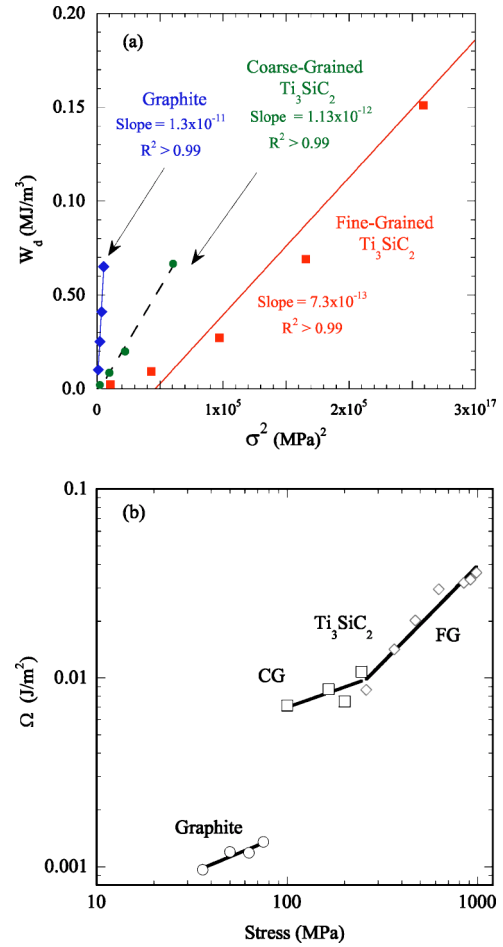 (a)
0.20
0.15
0.10
0.50
0.0
W_d (MJ/m³)
Graphite
Slope = 1.3x10⁻¹¹
R² > 0.99
Coarse-Grained
Ti₃SiC₂
Slope = 1.13x10⁻¹²
R² > 0.99
Fine-Grained
Ti₃SiC₂
Slope = 7.3x10⁻¹³
R² > 0.99
0
1x10⁵
2x10⁵
3x10¹⁷
σ² (MPa)²
(b)
0.1
0.01
0.001
Ω (J/m²)
Ti₃SiC₂
CG
FG
Graphite
10
100
1000
Stress (MPa)